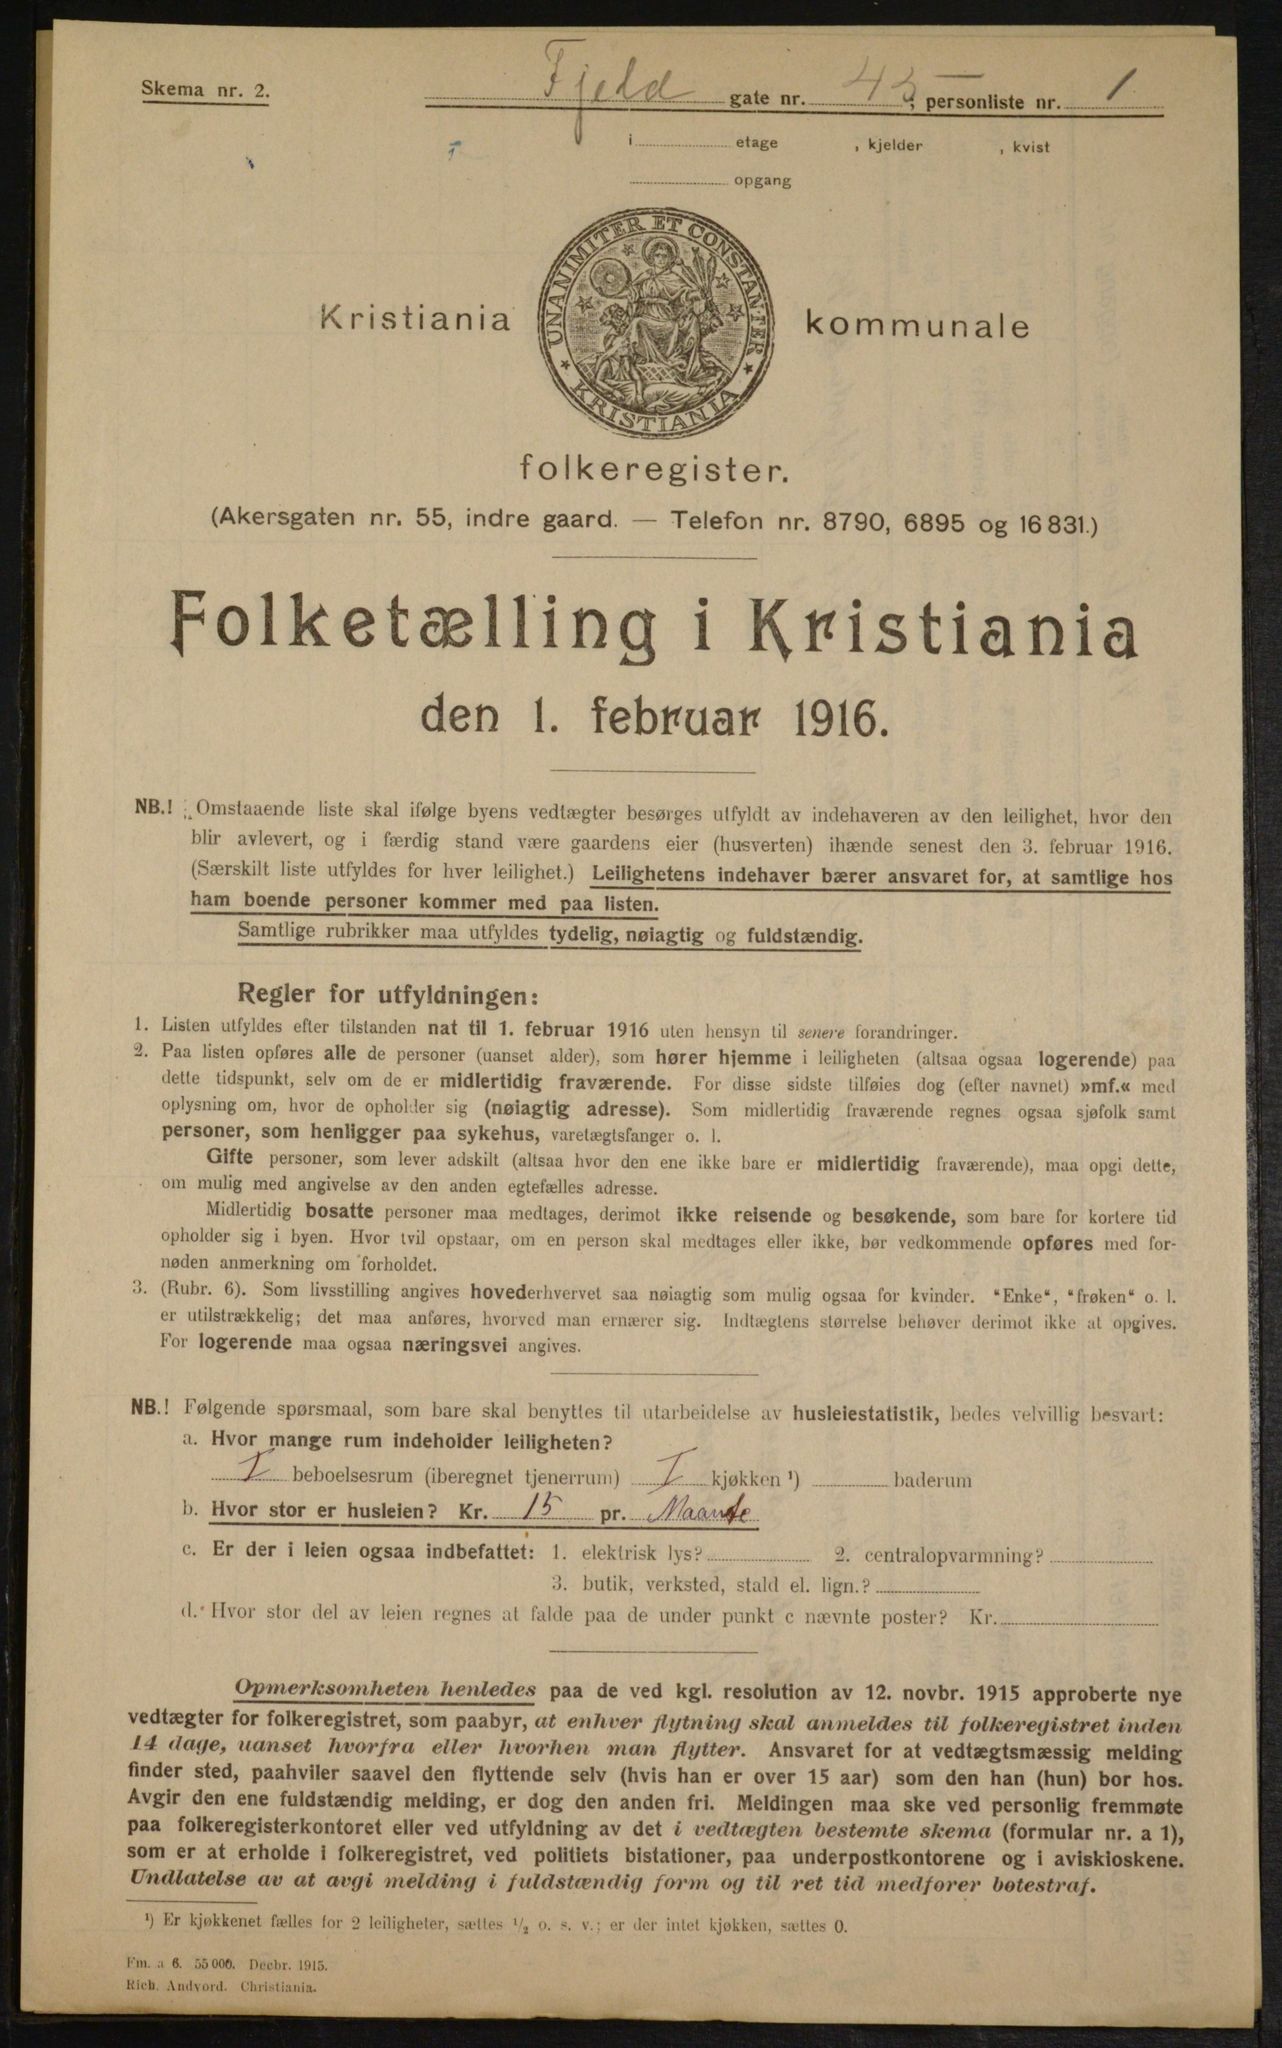 Skema nr. 2.
Fjeld gate nr. 45, personliste nr. 1
i etage , kjelder , kvist
opgang
UNANIMITER ET CONSTANTER
KRISTIANIA
Kristiania kommunale
folkeregister.
(Akersgaten nr. 55, indre gaard. — Telefon nr. 8790, 6895 og 16831.)
Folketælling i Kristiania
den 1. februar 1916.
NB.! Omstaaende liste skal ifølge byens vedtægter besørges utfyldt av indehaveren av den leilighet, hvor den
blir avlevert, og i færdig stand være gaardens eier (husverten) ihænde senest den 3. februar 1916.
(Særskilt liste utfyldes for hver leilighet.) Leilighetens indehaver bærer ansvaret for, at samtlige hos
ham boende personer kommer med paa listen.
Samtlige rubrikker maa utfyldes tydelig, nøiagtig og fuldstændig.
Regler for utfyldningen:
1. Listen utfyldes efter tilstanden nat til 1. februar 1916 uten hensyn til senere forandringer.
2. Paa listen opføres alle de personer (uanset alder), som hører hjemme i leiligheten (altsaa ogsaa logerende) paa
dette tidspunkt, selv om de er midlertidig fraværende. For disse sidste tilføies dog (efter navnet) »mf.« med
oplysning om, hvor de opholder sig (nøiagtig adresse). Som midlertidig fraværende regnes ogsaa sjøfolk samt
personer, som henligger paa sykehus, varetægtsfanger o. l.
Gifte personer, som lever adskilt (altsaa hvor den ene ikke bare er midlertidig fraværende), maa opgi dette,
om mulig med angivelse av den anden egtefælles adresse.
Midlertidig bosatte personer maa medtages, derimot ikke reisende og besøkende, som bare for kortere tid
opholder sig i byen. Hvor tvil opstaar, om en person skal medtages eller ikke, bør vedkommende opføres med for-
nøden anmerkning om forholdet.
3. (Rubr. 6). Som livsstilling angives hovederhvervet saa nøiagtig som mulig ogsaa for kvinder. "Enke", "frøken" o. l.
er utilstrækkelig; det maa anføres, hvorved man ernærer sig. Indtægtens størrelse behøver derimot ikke at opgives.
For logerende maa ogsaa næringsvei angives.
NB.! Følgende spørsmaal, som bare skal benyttes til utarbeidelse av husleiestatistik, bedes velvillig besvart:
a. Hvor mange rum indeholder leiligheten?
I beboelsesrum (iberegnet tjenerrum) I kjøkken ¹) baderum
b. Hvor stor er husleien? Kr. 15 pr. Maante
c. Er der i leien ogsaa indbefattet: 1. elektrisk lys? 2. centralopvarmning?
3. butik, verksted, stald el. lign.?
d. Hvor stor del av leien regnes at falde paa de under punkt c nævnte poster? Kr.
Opmerksomheten henledes paa de ved kgl. resolution av 12. novbr. 1915 approberte nye
vedtægter for folkeregistret, som paabyr, at enhver flytning skal anmeldes til folkeregistret inden
14 dage, uanset hvorfra eller hvorhen man flytter. Ansvaret for at vedtægtsmæssig melding
finder sted, paahviler saavel den flyttende selv (hvis han er over 15 aar) som den han (hun) bor hos.
Avgir den ene fuldstændig melding, er dog den anden fri. Meldingen maa ske ved personlig fremmøte
paa folkeregisterkontoret eller ved utfyldning av det i vedtægten bestemte skema (formular nr. a 1),
som er at erholde i folkeregistret, ved politiets bistationer, paa underpostkontorene og i aviskioskene.
Undlatelse av at avgi melding i fuldstændig form og til ret tid medfører bøtestraf.
¹) Er kjøkkenet fælles for 2 leiligheter, sættes ½ o. s. v.; er der intet kjøkken, sættes 0.
Fm. a 6. 55 000. Decbr. 1915.
Rich. Andvord. Christiania.